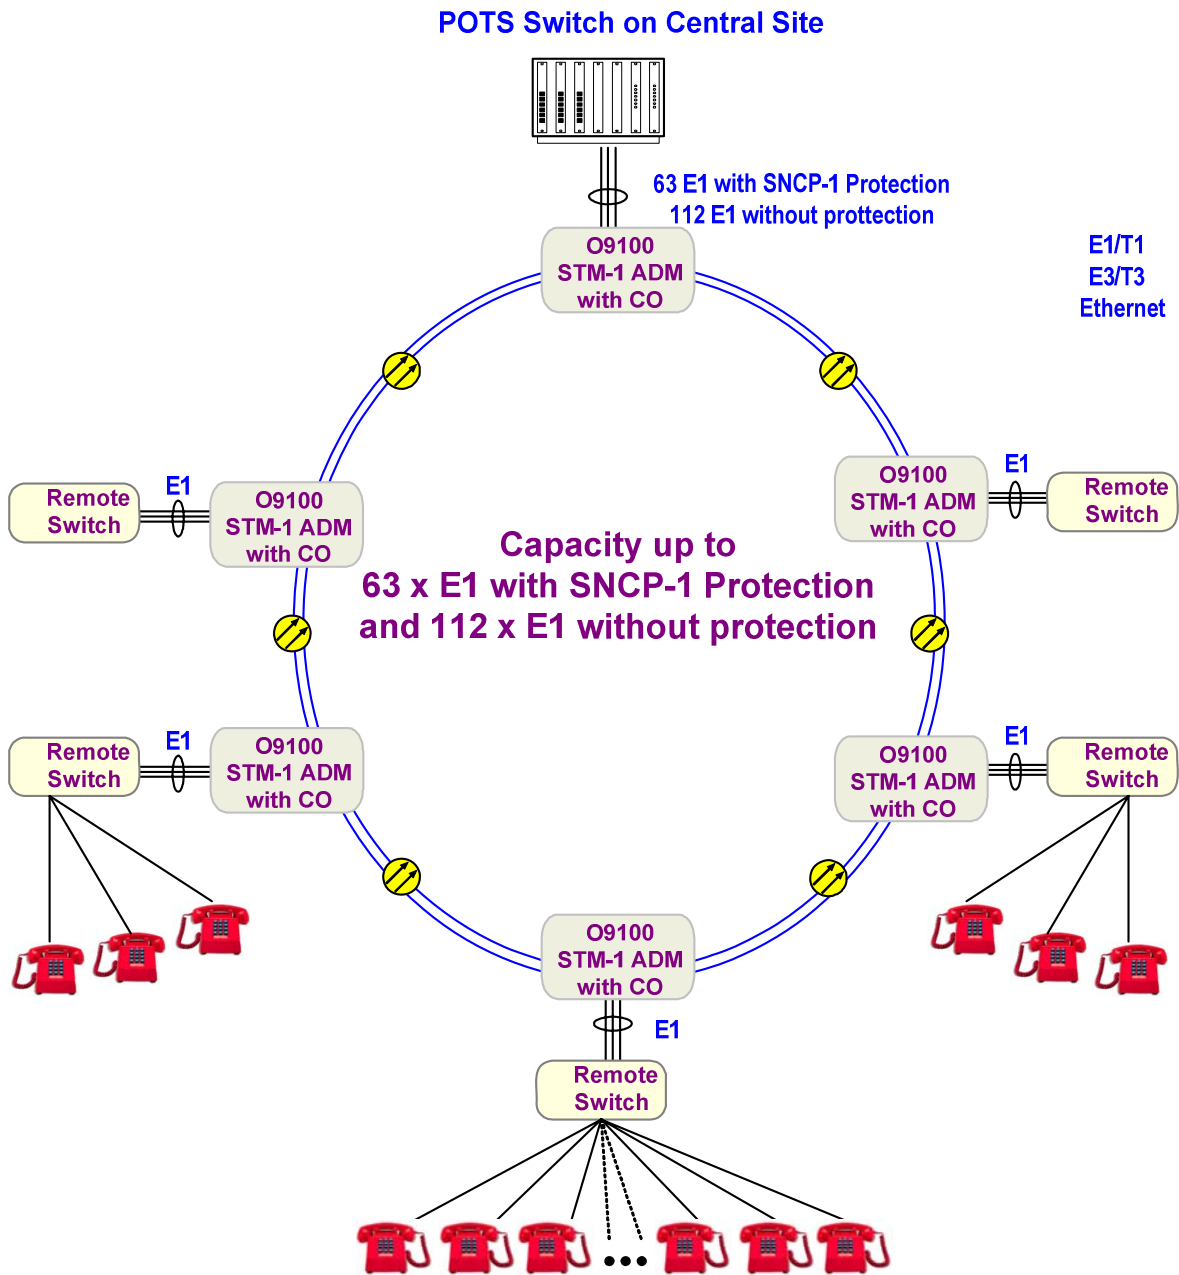 POTS Switch on Central Site
63 E1 with SNCP-1 Protection
112 E1 without prottection
E1/T1
E3/T3
Ethernet
O9100
STM-1 ADM
with CO
Remote
Switch
E1
O9100
STM-1 ADM
with CO
O9100
STM-1 ADM
with CO
E1
Remote
Switch
Capacity up to
63 x E1 with SNCP-1 Protection
and 112 x E1 without protection
Remote
Switch
E1
O9100
STM-1 ADM
with CO
O9100
STM-1 ADM
with CO
E1
Remote
Switch
O9100
STM-1 ADM
with CO
E1
Remote
Switch